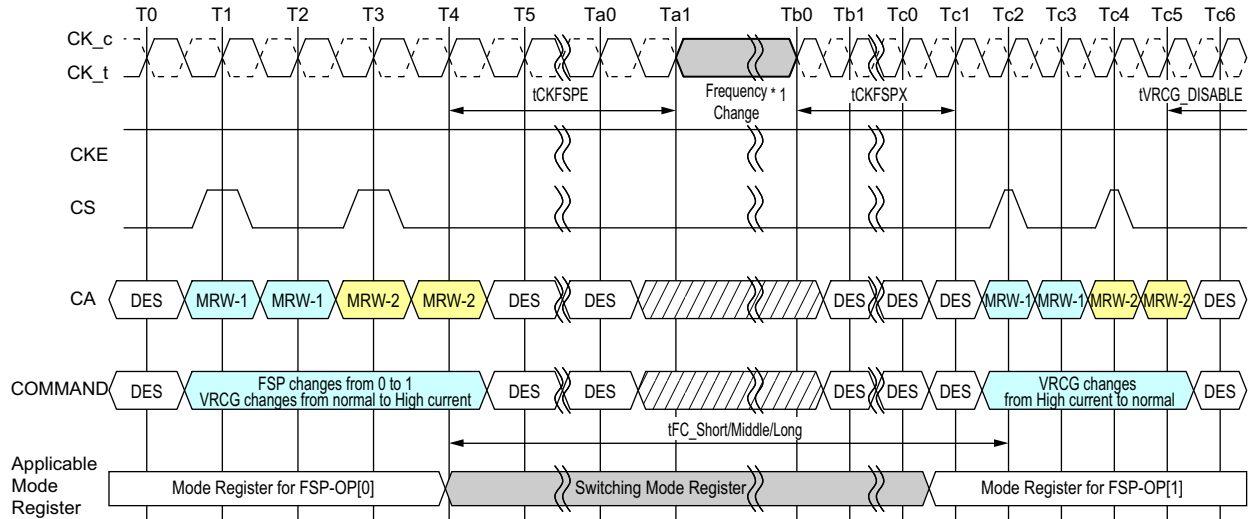 T0 T1 T2 T3 T4 T5 Ta0 Ta1 Tb0 Tb1 Tc0 Tc1 Tc2 Tc3 Tc4 Tc5 Tc6
CK_c
CK_t
tCKFSPE
Frequency * 1
Change
tCKFSPX
tVRCG_DISABLE
CKE
CS
CA
DES MRW-1 MRW-1 MRW-2 MRW-2 DES DES DES DES DES MRW-1 MRW-1 MRW-2 MRW-2 DES
COMMAND
DES
FSP changes from 0 to 1
VRCG changes from normal to High current
DES DES DES DES DES
VRCG changes
from High current to normal
DES
tFC_Short/Middle/Long
Applicable
Mode
Register
Mode Register for FSP-OP[0]
Switching Mode Register
Mode Register for FSP-OP[1]